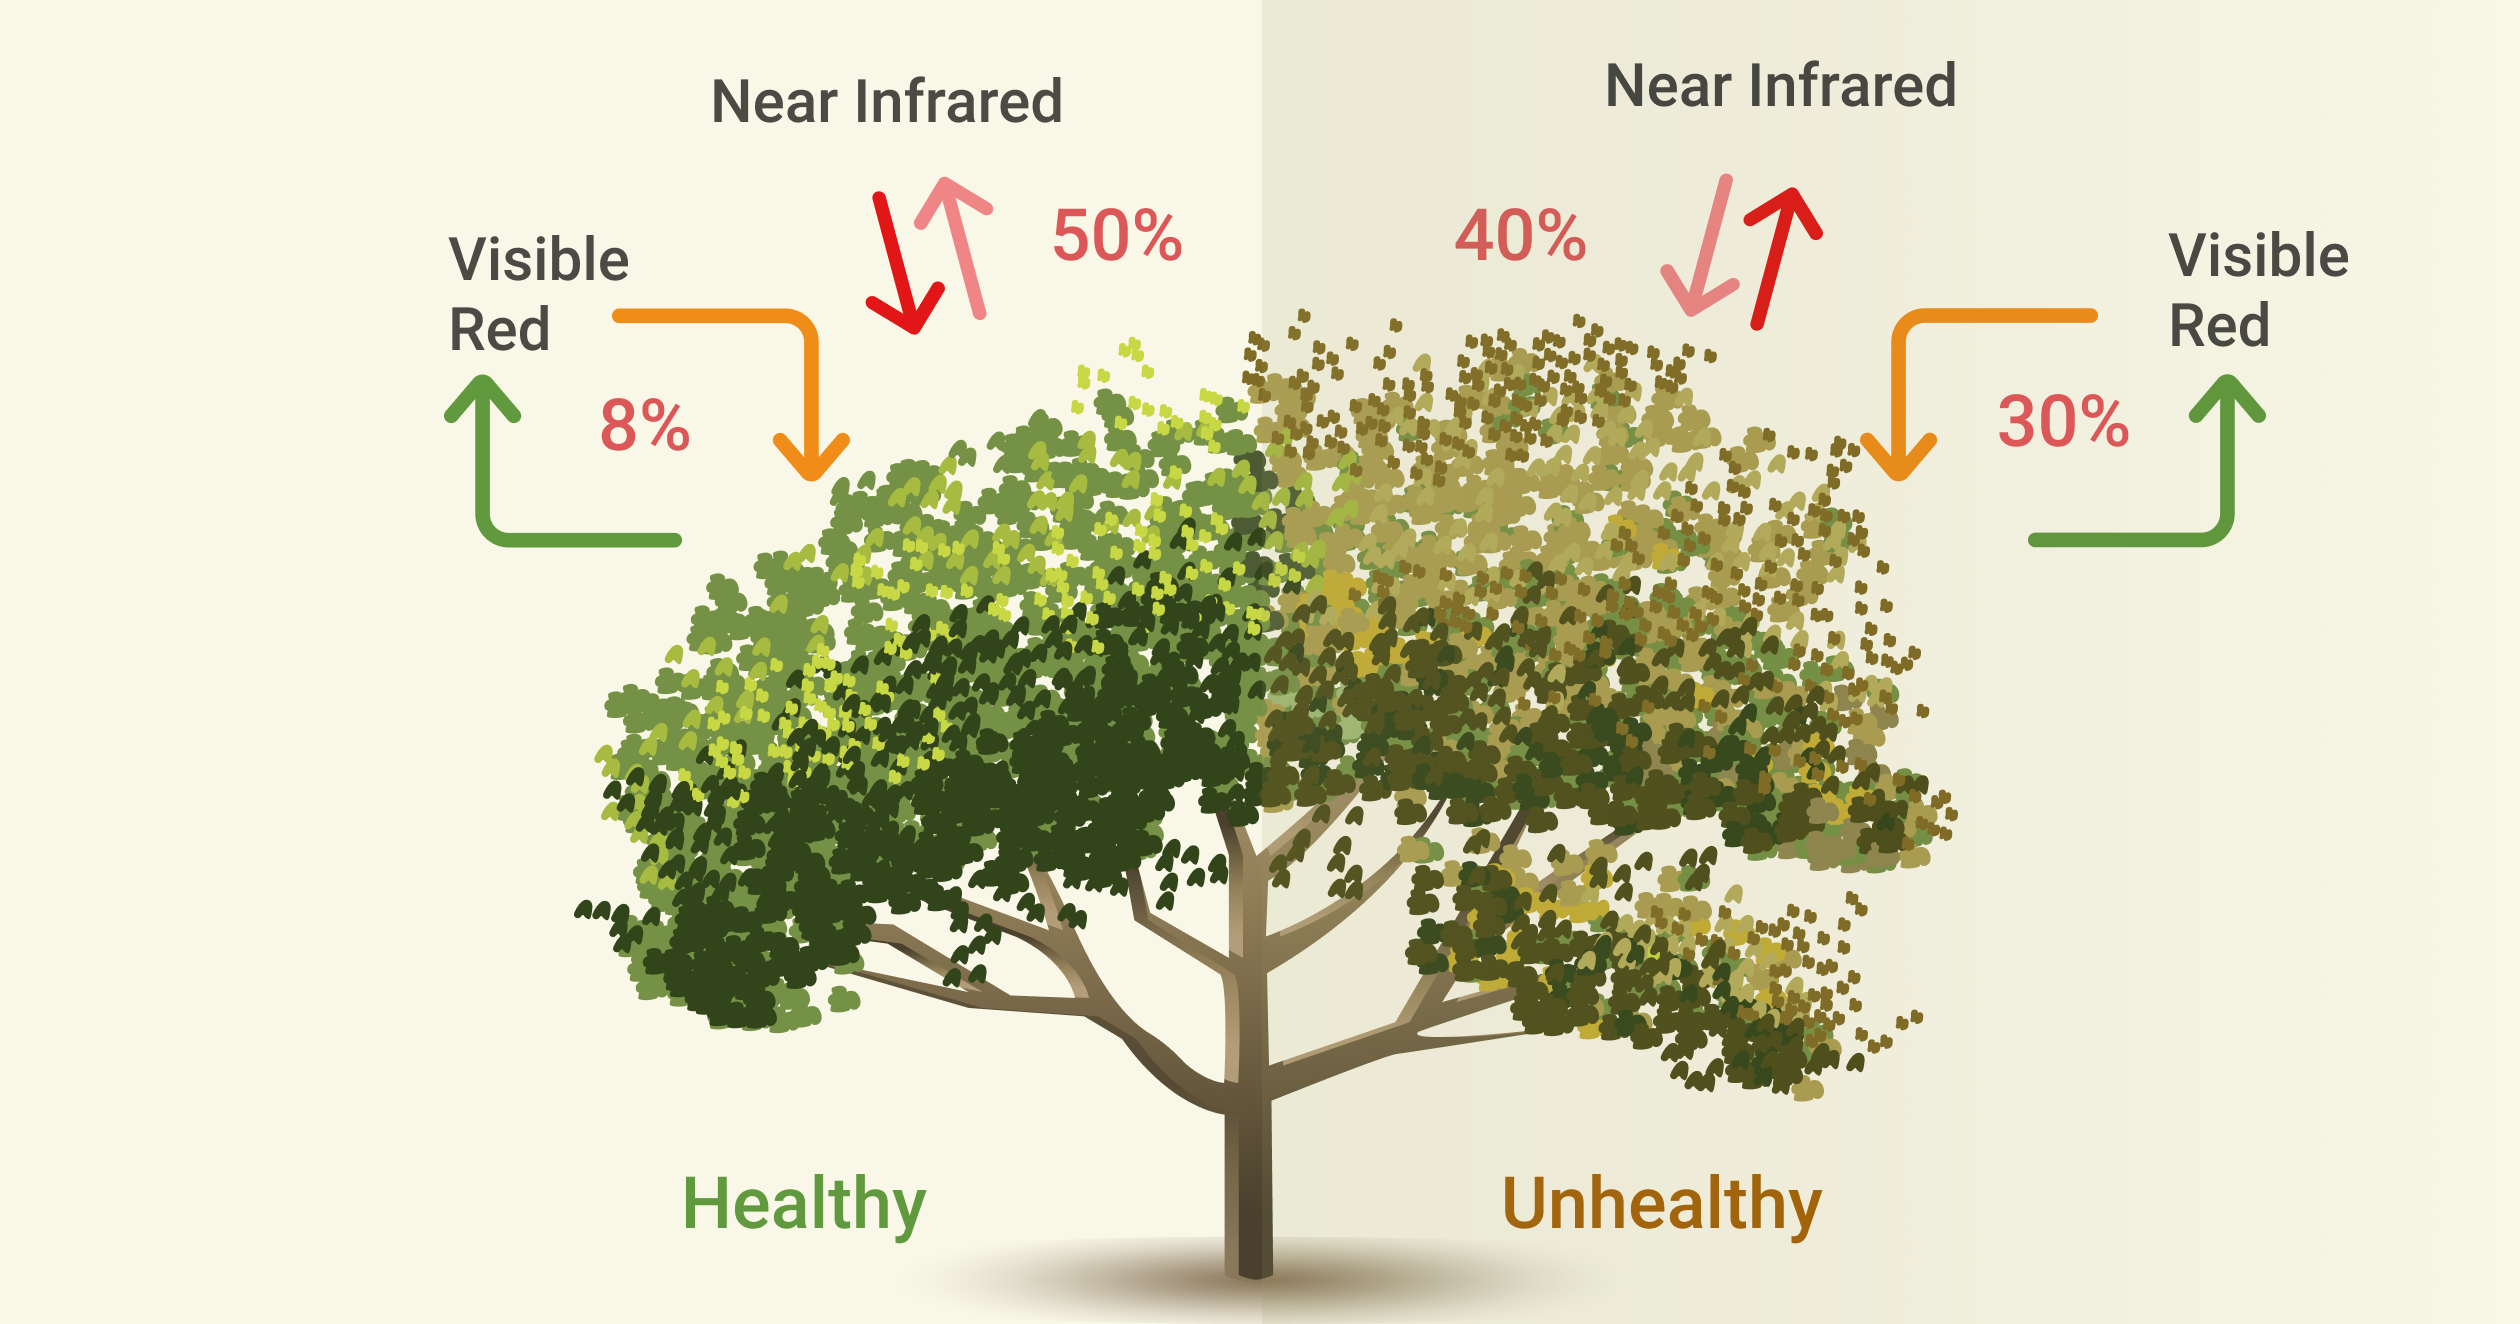 Near Infrared
50%
Visible
Red
8%
Healthy
Near Infrared
40%
Visible
Red
30%
Unhealthy